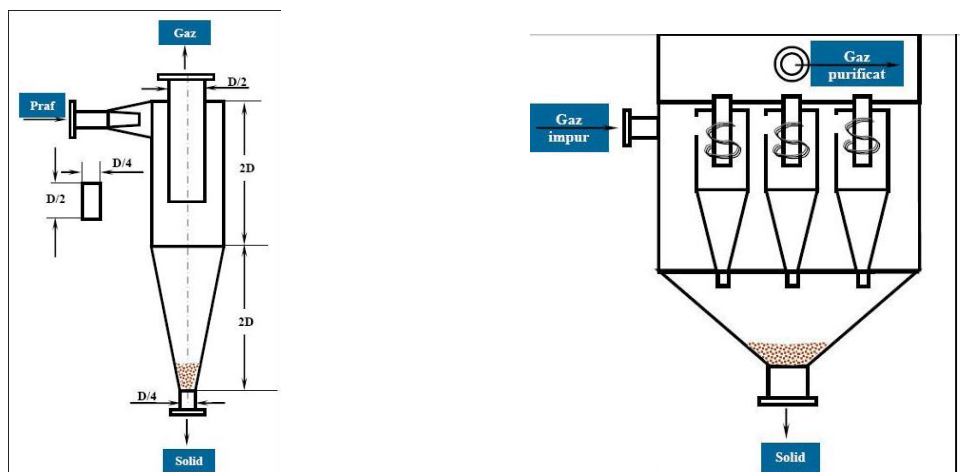 Gaz
D/2
Praf
D/4
D/2
2D
2D
D/4
Solid
Gaz
purificat
Gaz
impur
Solid